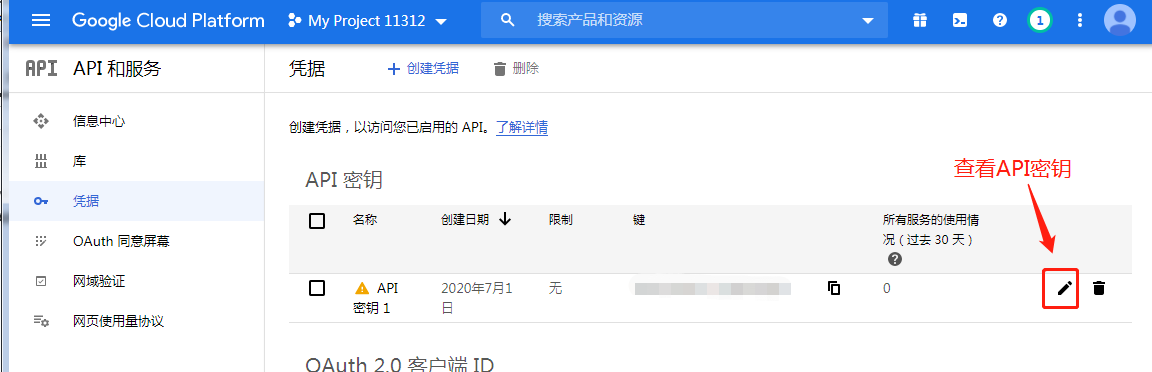 Google Cloud Platform My Project 11312 搜索产品和资源 1
API API 和服务 凭据 创建凭据 删除
信息中心
创建凭据，以访问您已启用的 API。了解详情
库
凭据
OAuth 同意屏幕
网域验证
网页使用量协议
查看API密钥
API 密钥
名称 创建日期 限制 键 所有服务的使用情
况（过去 30 天）
API 2020年7月1 无 0
密钥 1 日
OAuth 2.0 客户端 ID